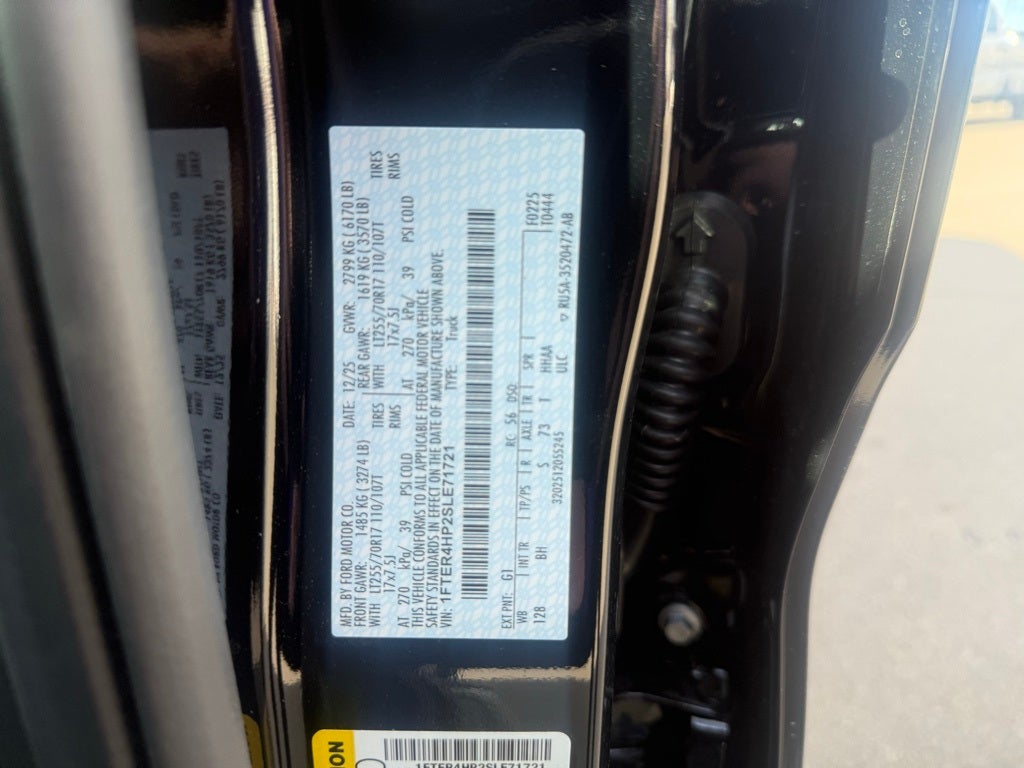 MFD. BY FORD MOTOR CO.
DATE: 12/25 GVWR: 2799 KG ( 6170 LB)
FRONT GAWR: 1485 KG ( 3274 LB) REAR GAWR: 1619 KG ( 3570 LB)
WITH LT255/70R17 110/107T TIRES WITH LT255/70R17 110/107T TIRES
17x7.5J RIMS 17x7.5J RIMS
AT 270 kPa/ 39 PSI COLD AT 270 kPa/ 39 PSI COLD
THIS VEHICLE CONFORMS TO ALL APPLICABLE FEDERAL MOTOR VEHICLE
SAFETY STANDARDS IN EFFECT ON THE DATE OF MANUFACTURE SHOWN ABOVE.
VIN: 1FTER4HP2SLE71721 TYPE: Truck
EXT PNT: G1 RC: 56 DSO: F0225
WB INT TR TP/PS R AXLE TR SPR T0444
128 BH S 73 T HHAA
3202512055245 ULC
RU5A-3520472-AB
ION
1FTER4HP2SLE71721